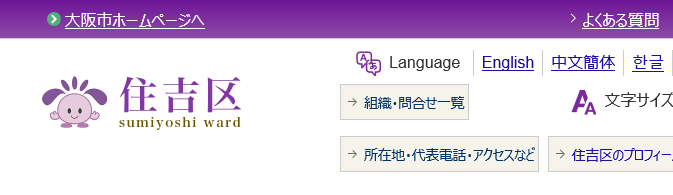 大阪市ホームページへ よくある質問
Language English 中文簡体 한글
住吉区
sumiyoshi ward
組織・問合せ一覧 文字サイズ
所在地・代表電話・アクセスなど 住吉区のプロフィー